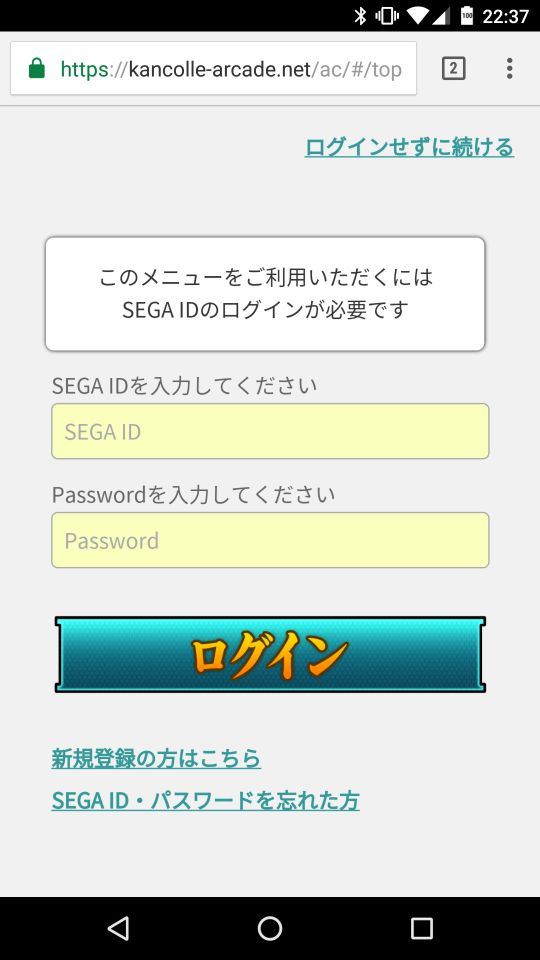 100 22:37
https://kancolle-arcade.net/ac/#/top 2
ログインせずに続ける
このメニューをご利用いただくには
SEGA IDのログインが必要です
SEGA IDを入力してください
SEGA ID
Passwordを入力してください
Password
ログイン
新規登録の方はこちら
SEGA ID・パスワードを忘れた方